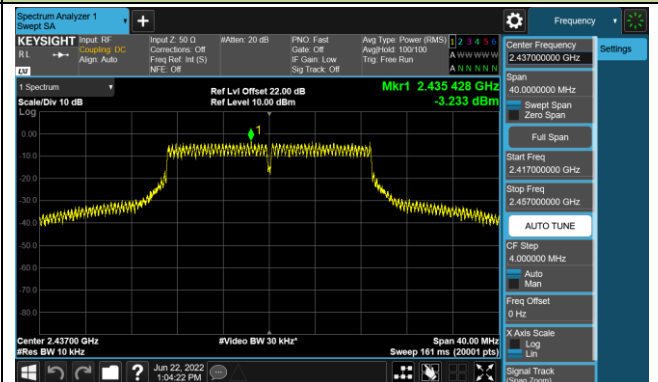 Spectrum Analyzer 1
Swept SA
Frequency
KEYSIGHT
RL
LXI
Input: RF
Coupling: DC
Align: Auto
Input Z: 50 Ω
Corrections: Off
Freq Ref: Int (S)
NFE: Off
#Atten: 20 dB
PNO: Fast
Gate: Off
IF Gain: Low
Sig Track: Off
Avg Type: Power (RMS)
Avg|Hold: 100/100
Trig: Free Run
1 2 3 4 5 6
A W W W W W
A N N N N N
1 Spectrum
Scale/Div 10 dB
Log
Ref Lvl Offset 22.00 dB
Ref Level 10.00 dBm
Mkr1 2.435 428 GHz
-3.233 dBm
1
0.00
-10.0
-20.0
-30.0
-40.0
-50.0
-60.0
-70.0
-80.0
Center 2.43700 GHz
#Res BW 10 kHz
#Video BW 30 kHz*
Span 40.00 MHz
Sweep 161 ms (20001 pts)
Jun 22, 2022
1:04:22 PM
Center Frequency
2.437000000 GHz
Span
40.0000000 MHz
Swept Span
Zero Span
Full Span
Start Freq
2.417000000 GHz
Stop Freq
2.457000000 GHz
AUTO TUNE
CF Step
4.000000 MHz
Auto
Man
Freq Offset
0 Hz
X Axis Scale
Log
Lin
Signal Track
(Span Zoom)
Settings